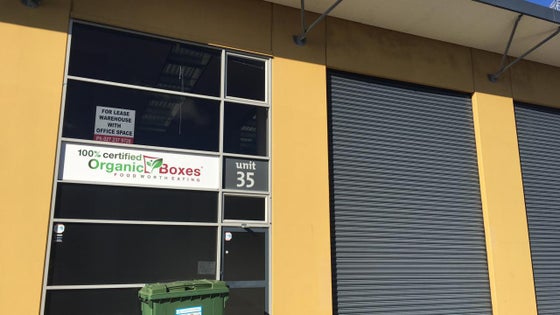 FOR LEASE
WAREHOUSE
WITH
OFFICE SPACE
100% certified
Organic Boxes
FOOD WORTH EATING
unit
35